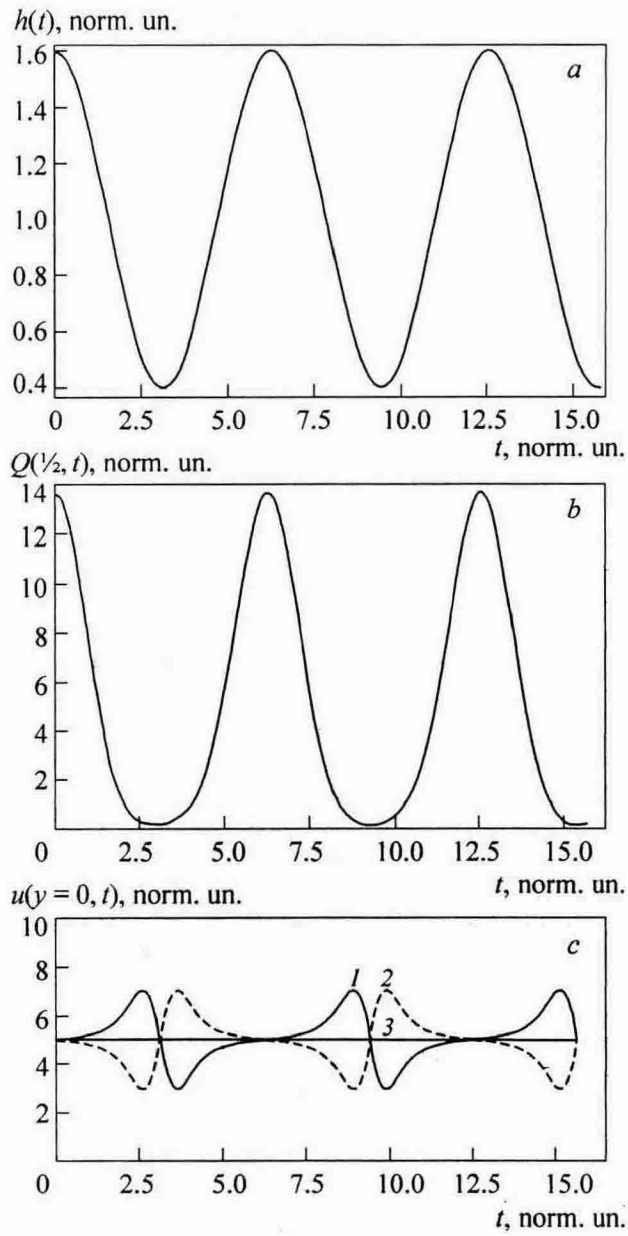 h(t), norm. un.
a
1.6
1.4
1.2
1.0
0.8
0.6
0.4
0 2.5 5.0 7.5 10.0 12.5 15.0
t, norm. un.
Q(½, t), norm. un.
b
14
12
10
8
6
4
2
0 2.5 5.0 7.5 10.0 12.5 15.0
t, norm. un.
u(y = 0, t), norm. un.
10
c
8
1 2
6
3
4
2
0 2.5 5.0 7.5 10.0 12.5 15.0
t, norm. un.